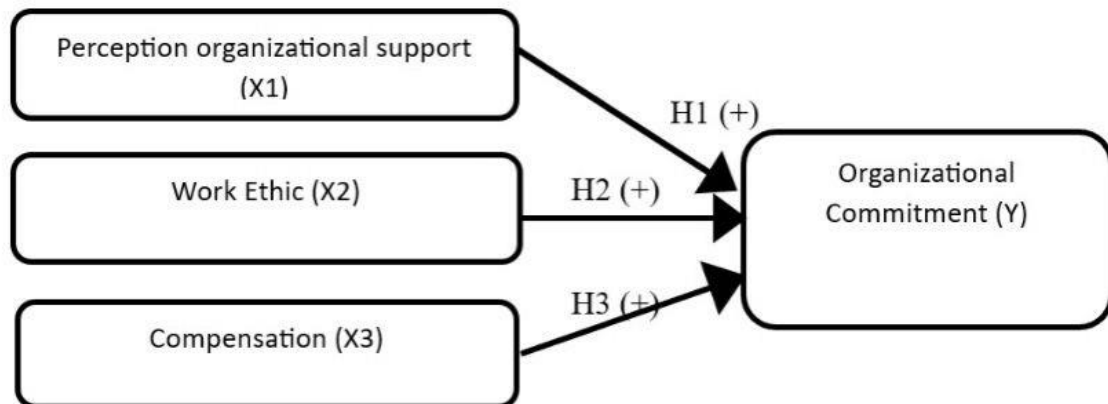 Perception organizational support
(X1)
H1 (+)
Work Ethic (X2)
H2 (+)
Organizational
Commitment (Y)
H3 (+)
Compensation (X3)